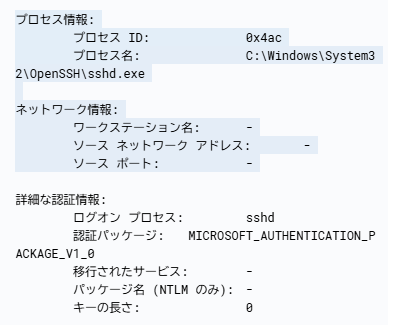 プロセス情報:
プロセス ID: 0x4ac
プロセス名: C:\Windows\System3
2\OpenSSH\sshd.exe
ネットワーク情報:
ワークステーション名: -
ソース ネットワーク アドレス: -
ソース ポート: -
詳細な認証情報:
ログオン プロセス: sshd
認証パッケージ: MICROSOFT_AUTHENTICATION_P
ACKAGE_V1_0
移行されたサービス: -
パッケージ名 (NTLM のみ): -
キーの長さ: 0